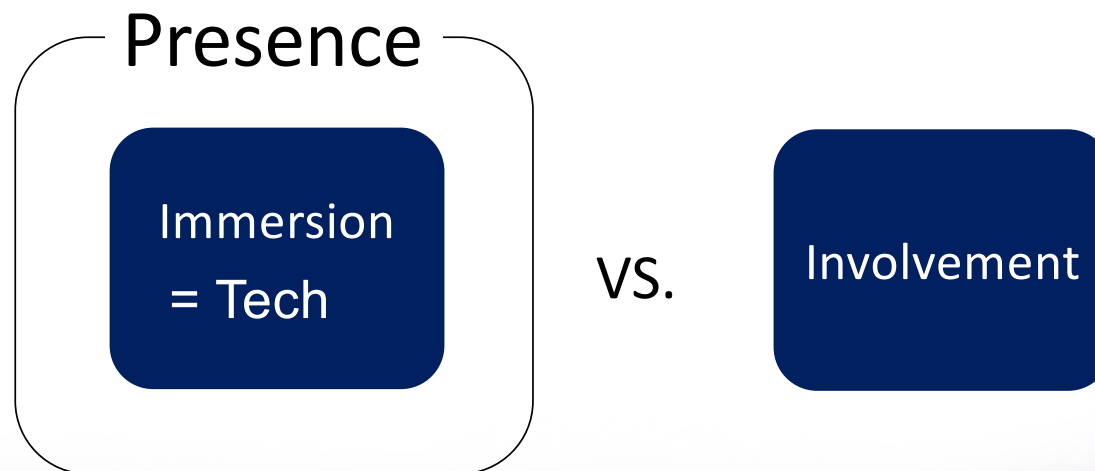 Presence
Immersion
= Tech
VS.
Involvement